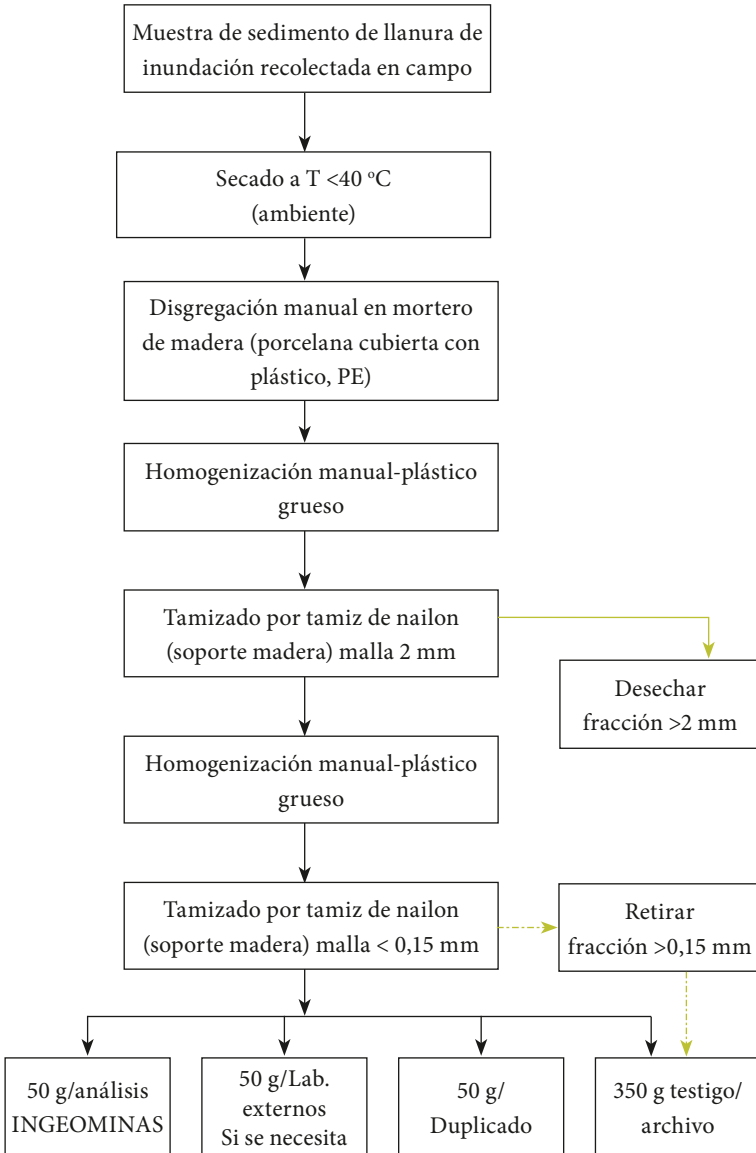 Muestra de sedimento de llanura de
inundación recolectada en campo
Secado a T <40 °C
(ambiente)
Disgregación manual en mortero
de madera (porcelana cubierta con
plástico, PE)
Homogenización manual-plástico
grueso
Tamizado por tamiz de nailon
(soporte madera) malla 2 mm
Desechar
fracción >2 mm
Homogenización manual-plástico
grueso
Tamizado por tamiz de nailon
(soporte madera) malla < 0,15 mm
Retirar
fracción >0,15 mm
50 g/análisis
INGEOMINAS
50 g/Lab.
externos
Si se necesita
50 g/
Duplicado
350 g testigo/
archivo